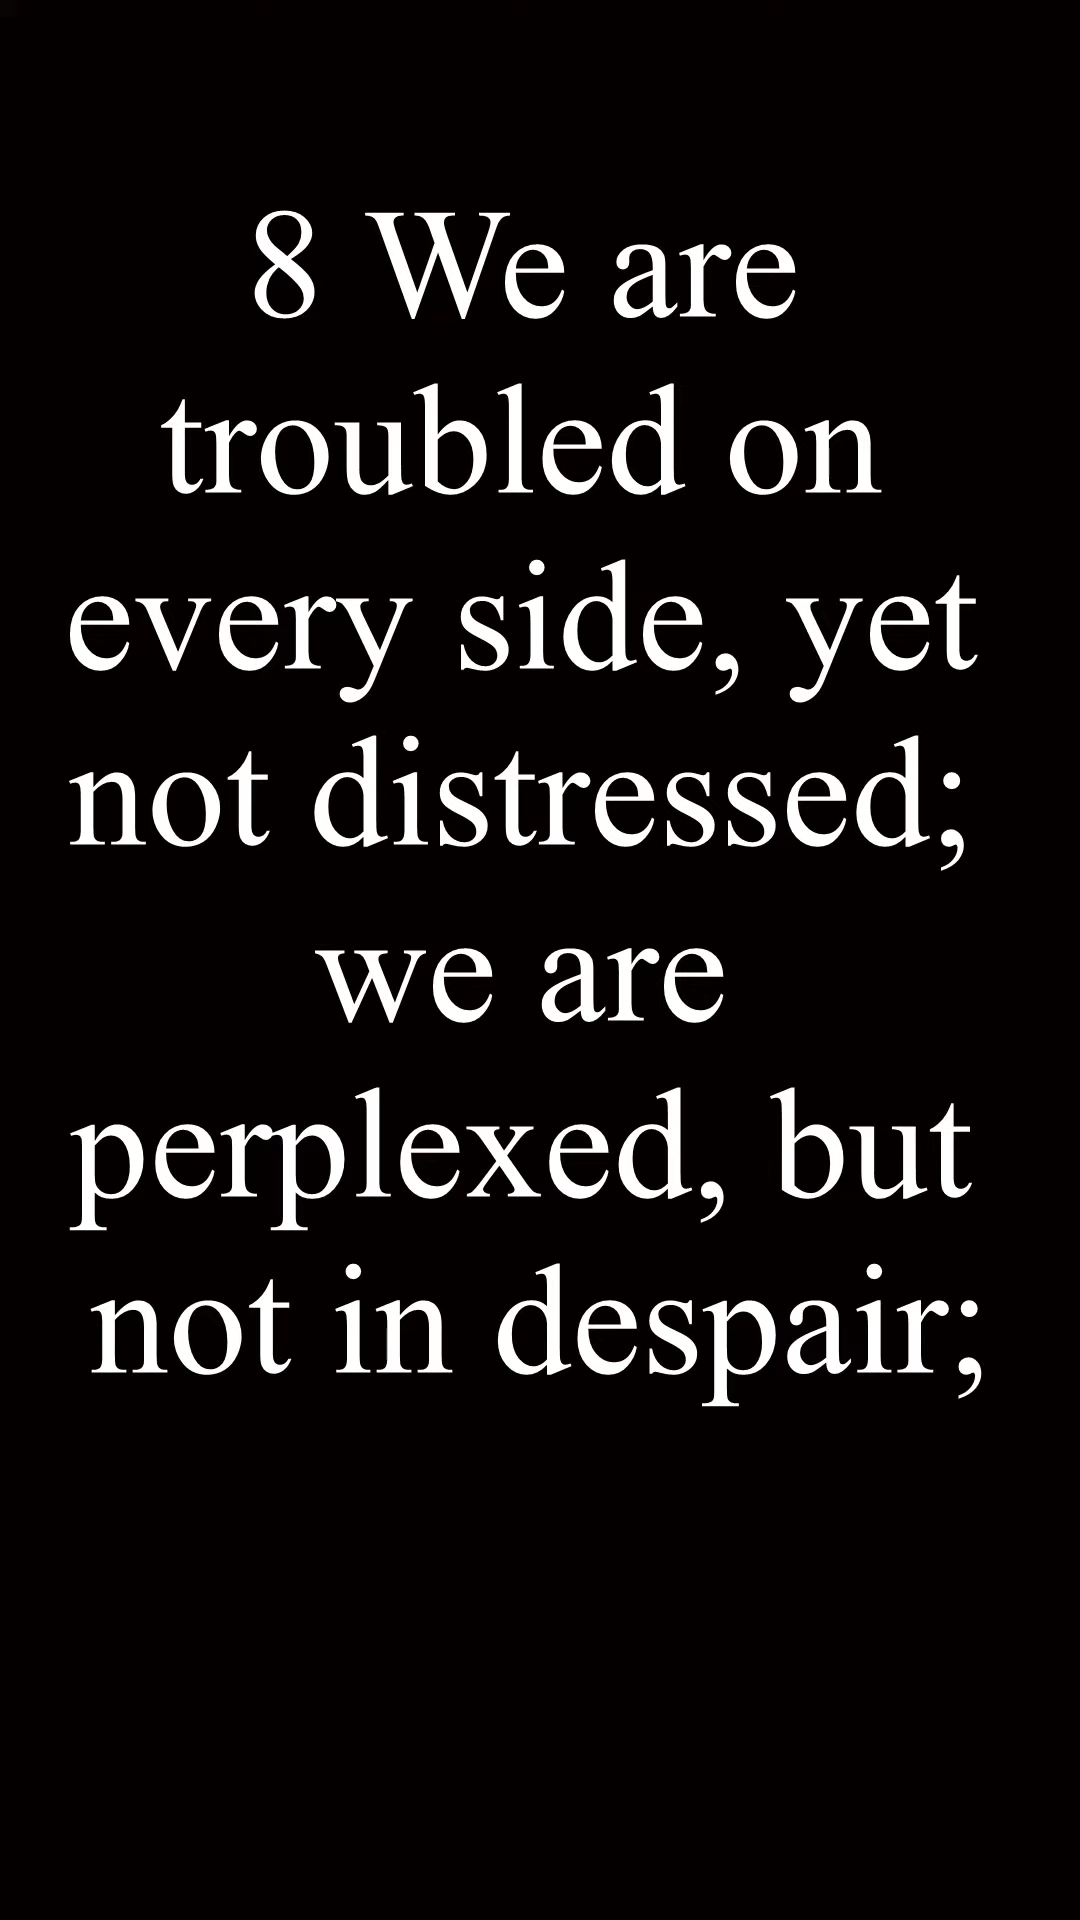 8 We are
troubled on
every side, yet
not distressed;
we are
perplexed, but
not in despair;